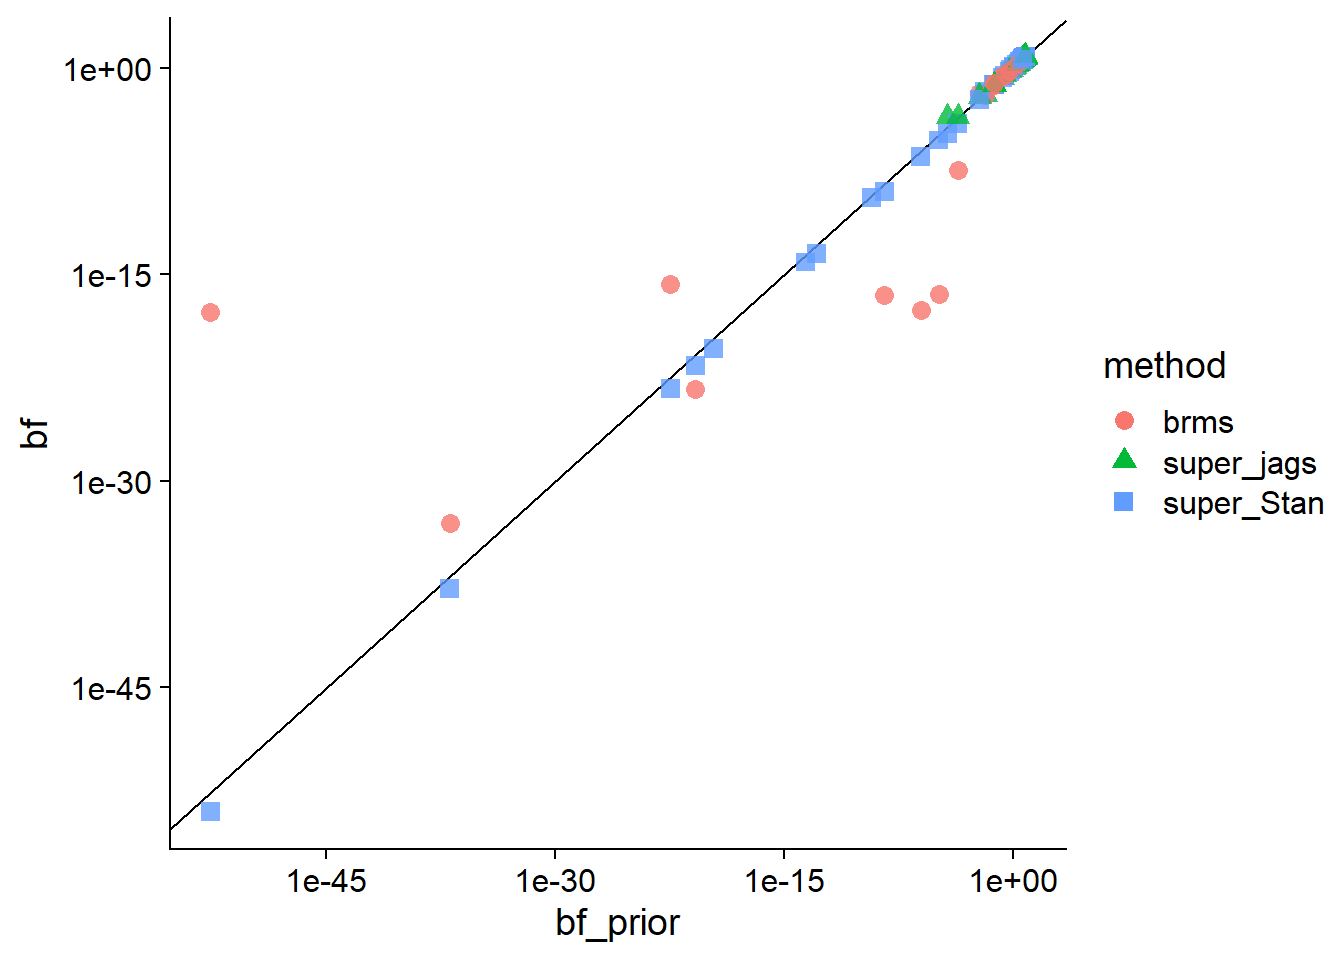 1e+00
1e-15
1e-30
1e-45
bf
1e-45
1e-30
1e-15
1e+00
bf_prior
method
brms
super_jags
super_Stan